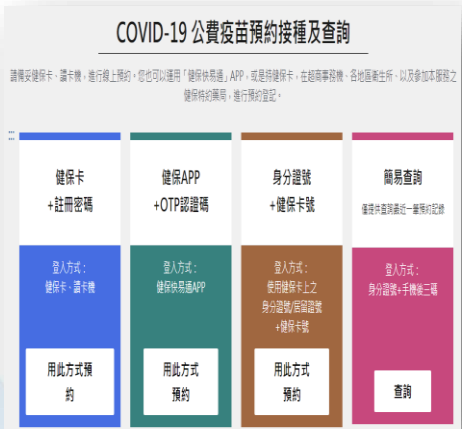 COVID-19 公費疫苗預約接種及查詢
請備妥健保卡、讀卡機，進行線上預約。您也可以運用「健保快易通」APP，或是持健保卡，在超商事務機、各地區衛生所、以及參加本服務之
健保特約藥局，進行預約登記。
健保卡
+註冊密碼
登入方式：
健保卡、讀卡機
用此方式預
約
健保APP
+OTP認證碼
登入方式：
健保快易通APP
用此方式
預約
身分證號
+健保卡號
登入方式：
使用健保卡上之
身分證號/居留證號
+健保卡號
用此方式
預約
簡易查詢
僅提供查詢最近一筆預約記錄
登入方式：
身分證號+手機後三碼
查詢